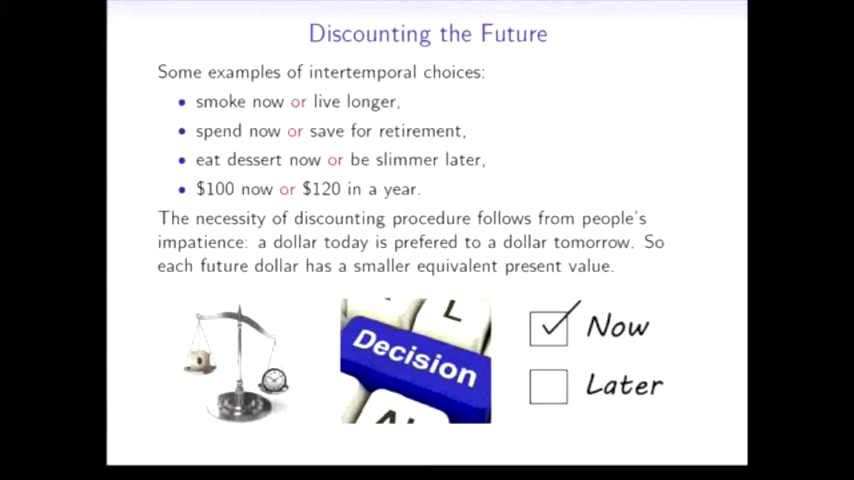 Discounting the Future
Some examples of intertemporal choices:
• smoke now or live longer,
• spend now or save for retirement,
• eat dessert now or be slimmer later,
• $100 now or $120 in a year.
The necessity of discounting procedure follows from people's
impatience: a dollar today is prefered to a dollar tomorrow. So
each future dollar has a smaller equivalent present value.
L
Decision
Now
Later